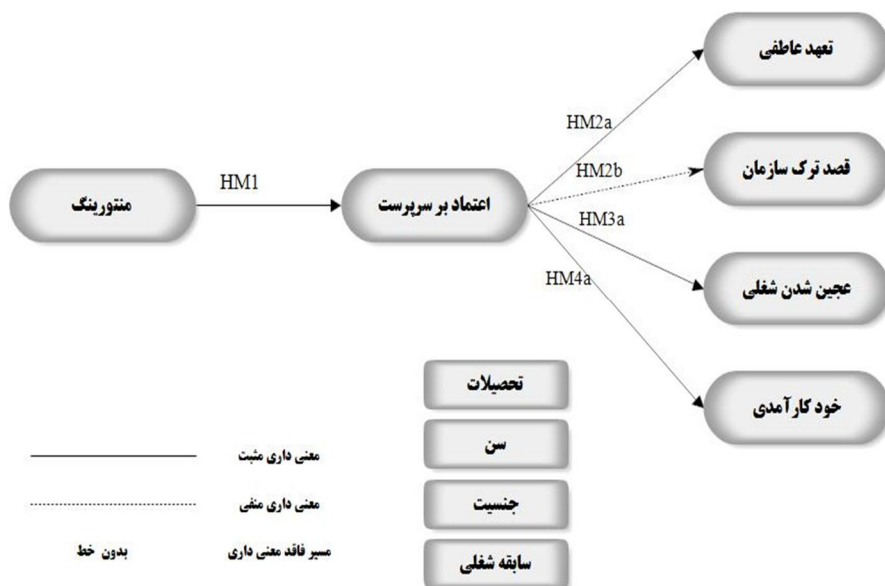 تعهد عاطفی
HM2a
قصد ترک سازمان
HM2b
منتورینگ
HM1
اعتماد بر سرپرست
HM3a
عجین شدن شغلی
HM4a
خود کارآمدی
تحصیلات
سن
جنسیت
سابقه شغلی
معنی داری مثبت
معنی داری منفی
مسیر فاقد معنی داری
بدون خط